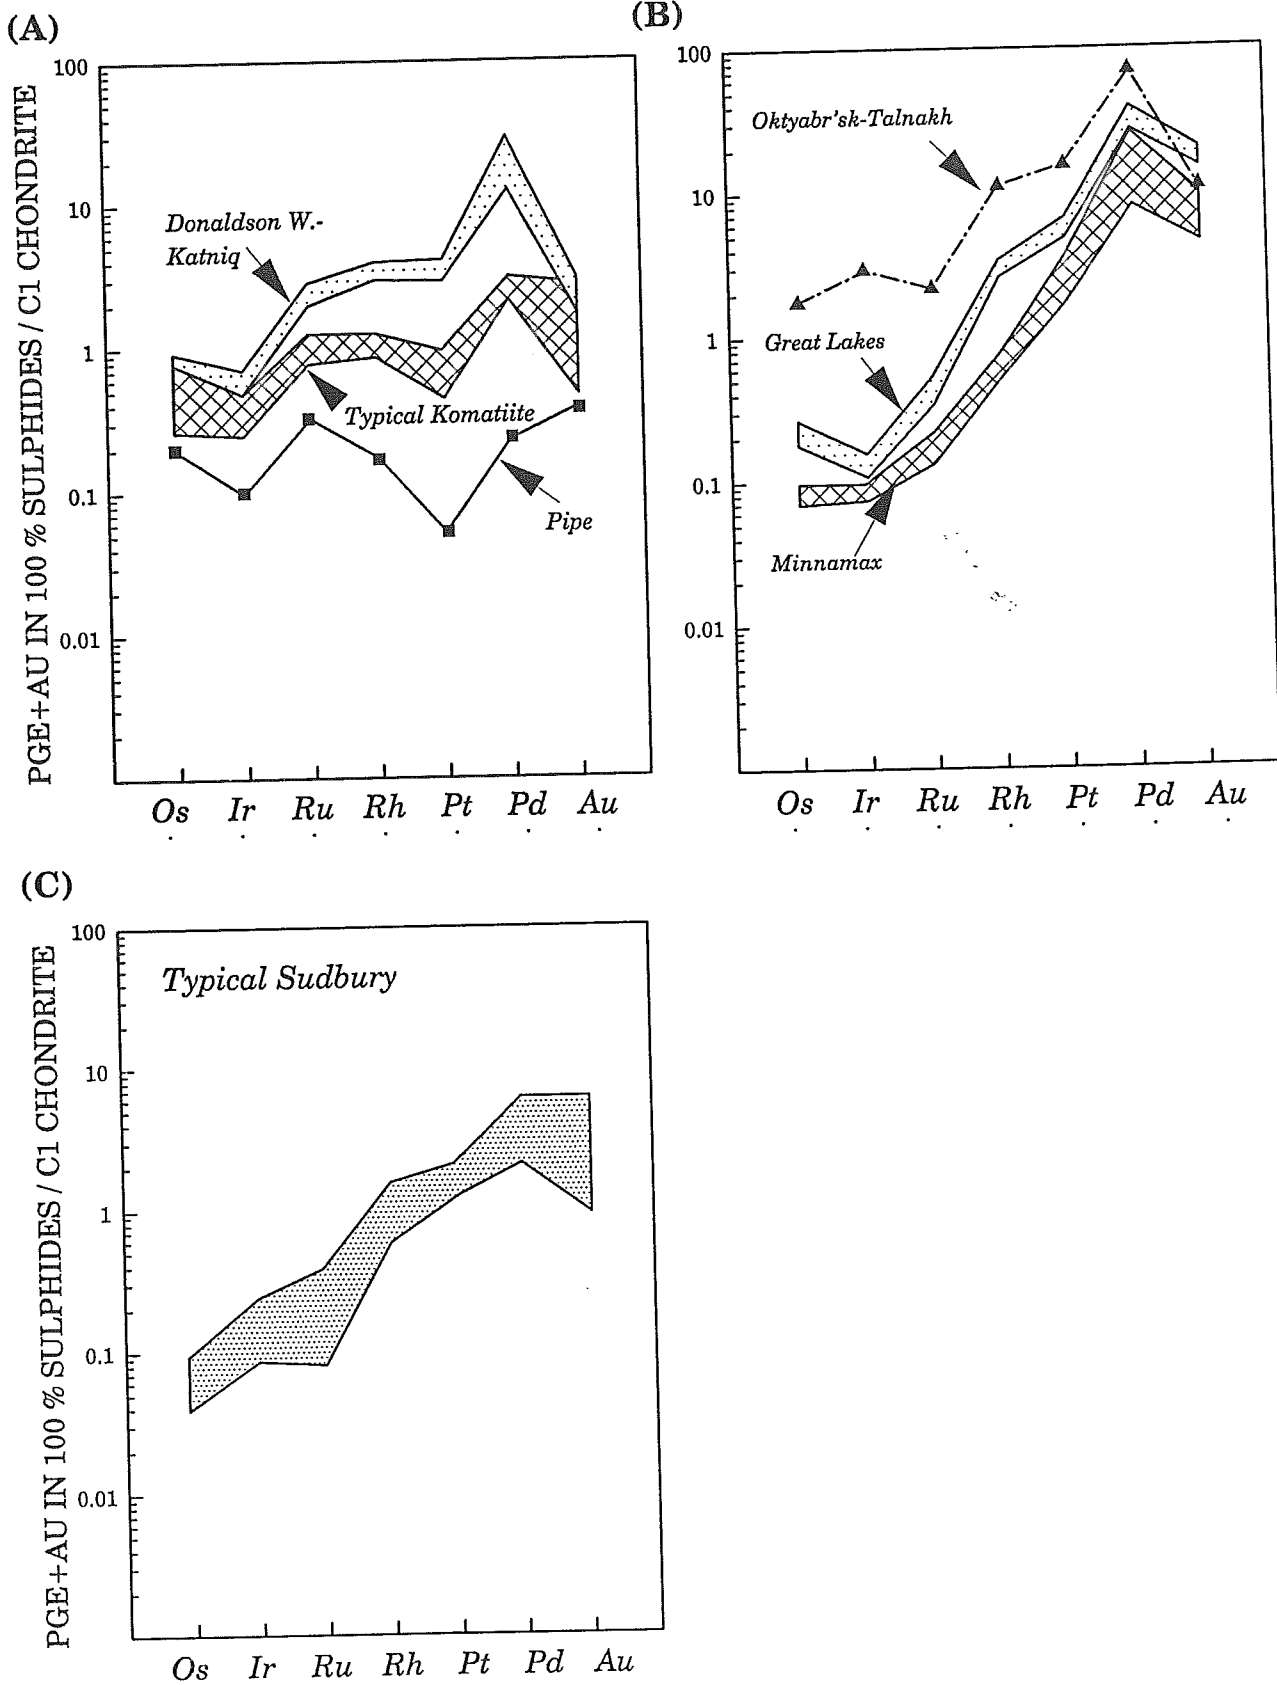 (A)
PGE+AU IN 100 % SULPHIDES / C1 CHONDRITE
100
10
1
0.1
0.01
Donaldson W.-
Katniq
Typical Komatiite
Pipe
Os Ir Ru Rh Pt Pd Au
(B)
100
10
1
0.1
0.01
Oktyabr'sk-Talnakh
Great Lakes
Minnamax
Os Ir Ru Rh Pt Pd Au
(C)
PGE+AU IN 100 % SULPHIDES / C1 CHONDRITE
100
10
1
0.1
0.01
Typical Sudbury
Os Ir Ru Rh Pt Pd Au